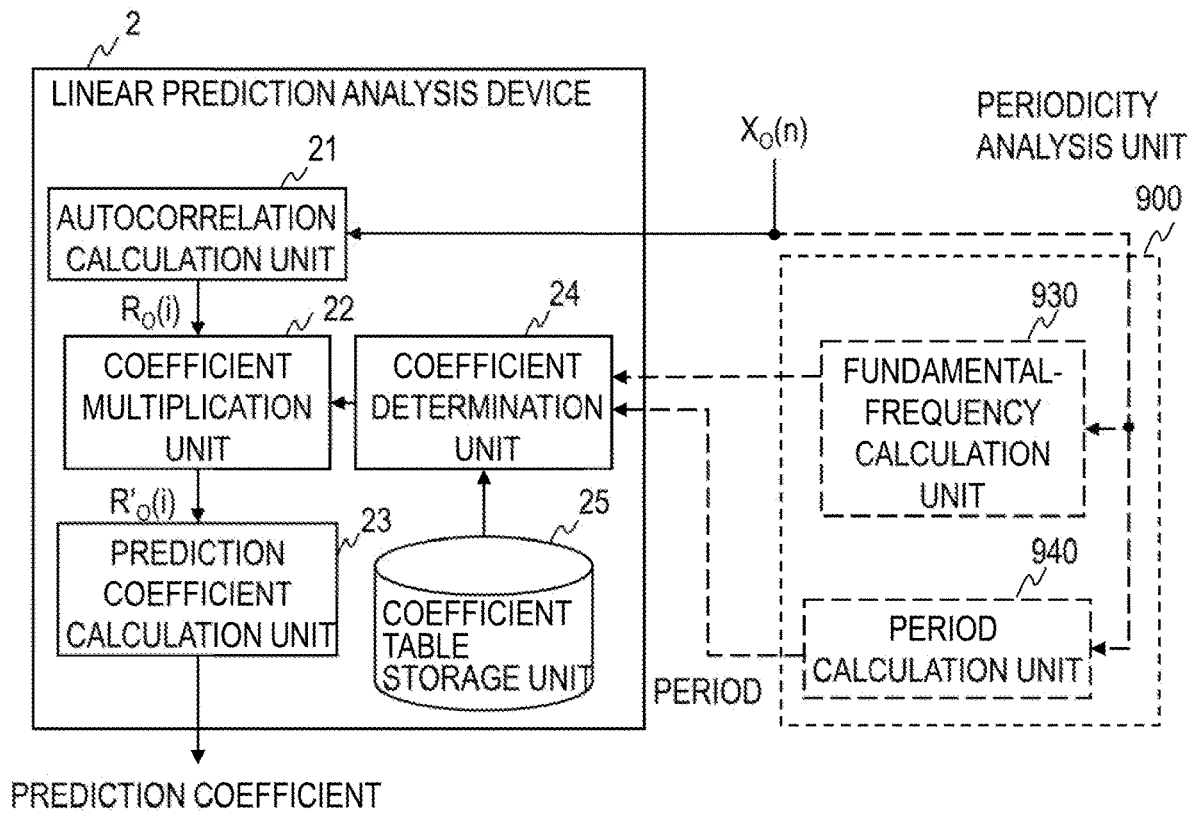 2
LINEAR PREDICTION ANALYSIS DEVICE
PERIODICITY
ANALYSIS UNIT
X_O(n)
21
900
AUTOCORRELATION
CALCULATION UNIT
R_O(i)
22
24
930
COEFFICIENT
MULTIPLICATION
UNIT
COEFFICIENT
DETERMINATION
UNIT
FUNDAMENTAL-
FREQUENCY
CALCULATION
UNIT
R'_O(i)
23
25
940
PREDICTION
COEFFICIENT
CALCULATION UNIT
COEFFICIENT
TABLE
STORAGE UNIT
PERIOD
CALCULATION UNIT
PERIOD
PREDICTION COEFFICIENT